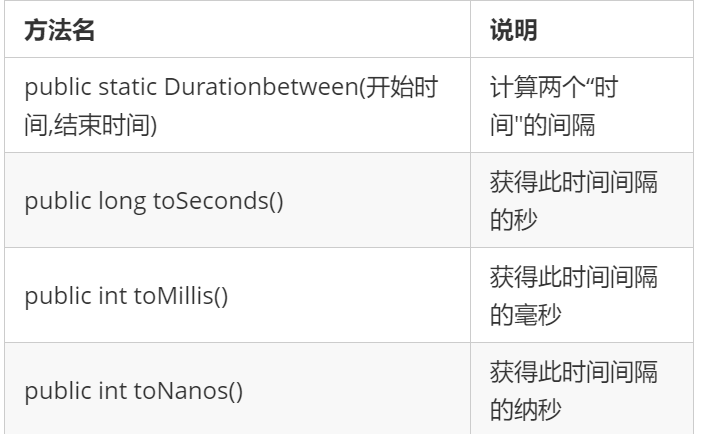 方法名 说明
public static Durationbetween(开始时 计算两个“时
间,结束时间) 间"的间隔
public long toSeconds() 获得此时间间隔
的秒
public int toMillis() 获得此时间间隔
的毫秒
public int toNanos() 获得此时间间隔
的纳秒